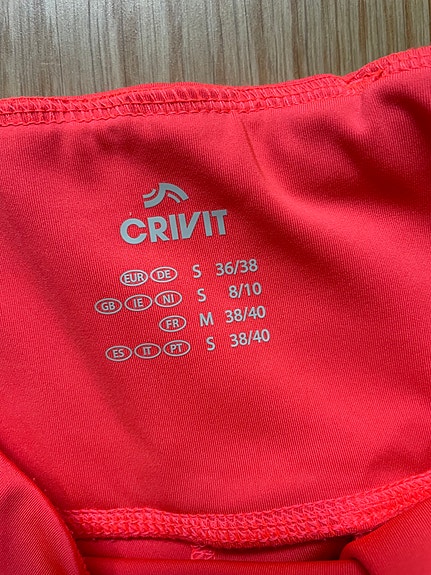 CRIVIT
EUR DE S 36/38
GB IE NI S 8/10
FR M 38/40
ES IT PT S 38/40